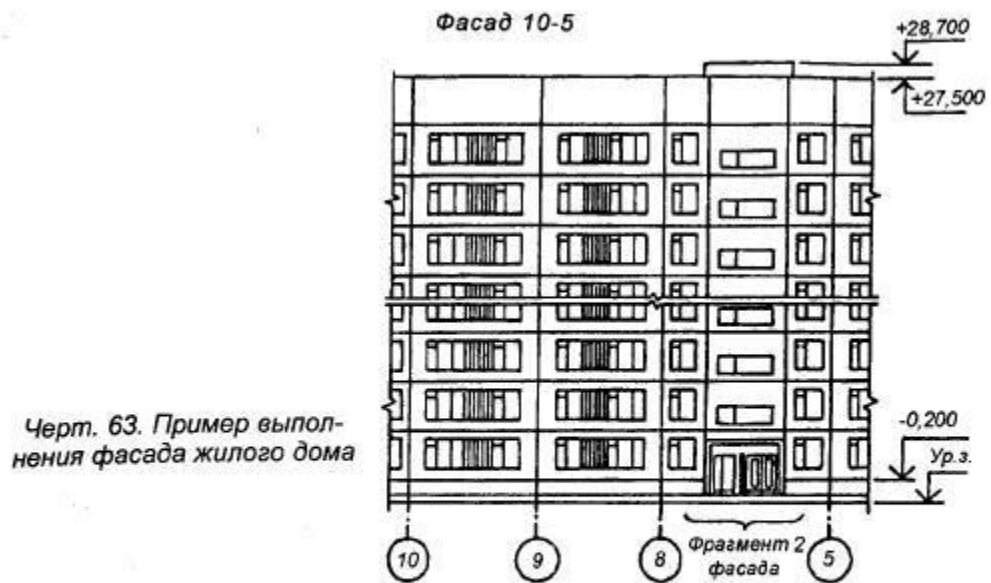 Фасад 10-5
+28,700
+27,500
Черт. 63. Пример выпол-
нения фасада жилого дома
-0,200
Ур.з.
10
9
8
Фрагмент 2
фасада
5